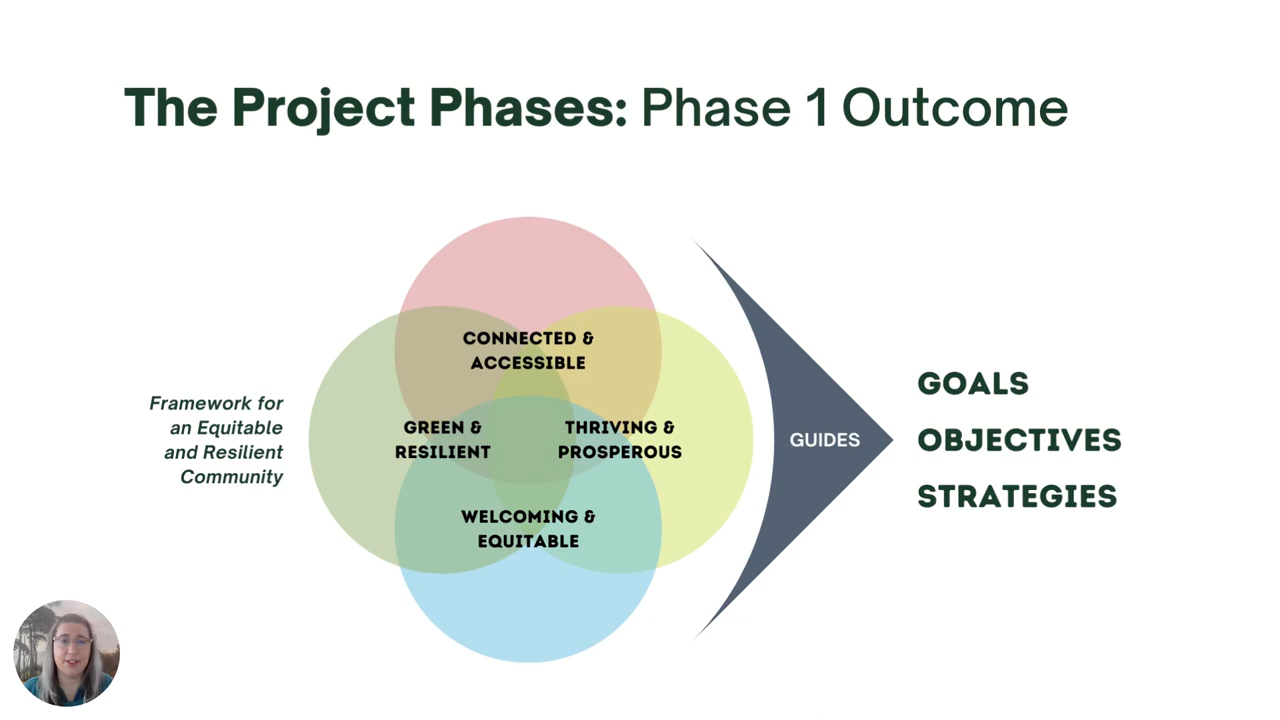 The Project Phases: Phase 1 Outcome
Framework for
an Equitable
and Resilient
Community
CONNECTED &
ACCESSIBLE
GREEN &
RESILIENT
THRIVING &
PROSPEROUS
WELCOMING &
EQUITABLE
GUIDES
GOALS
OBJECTIVES
STRATEGIES